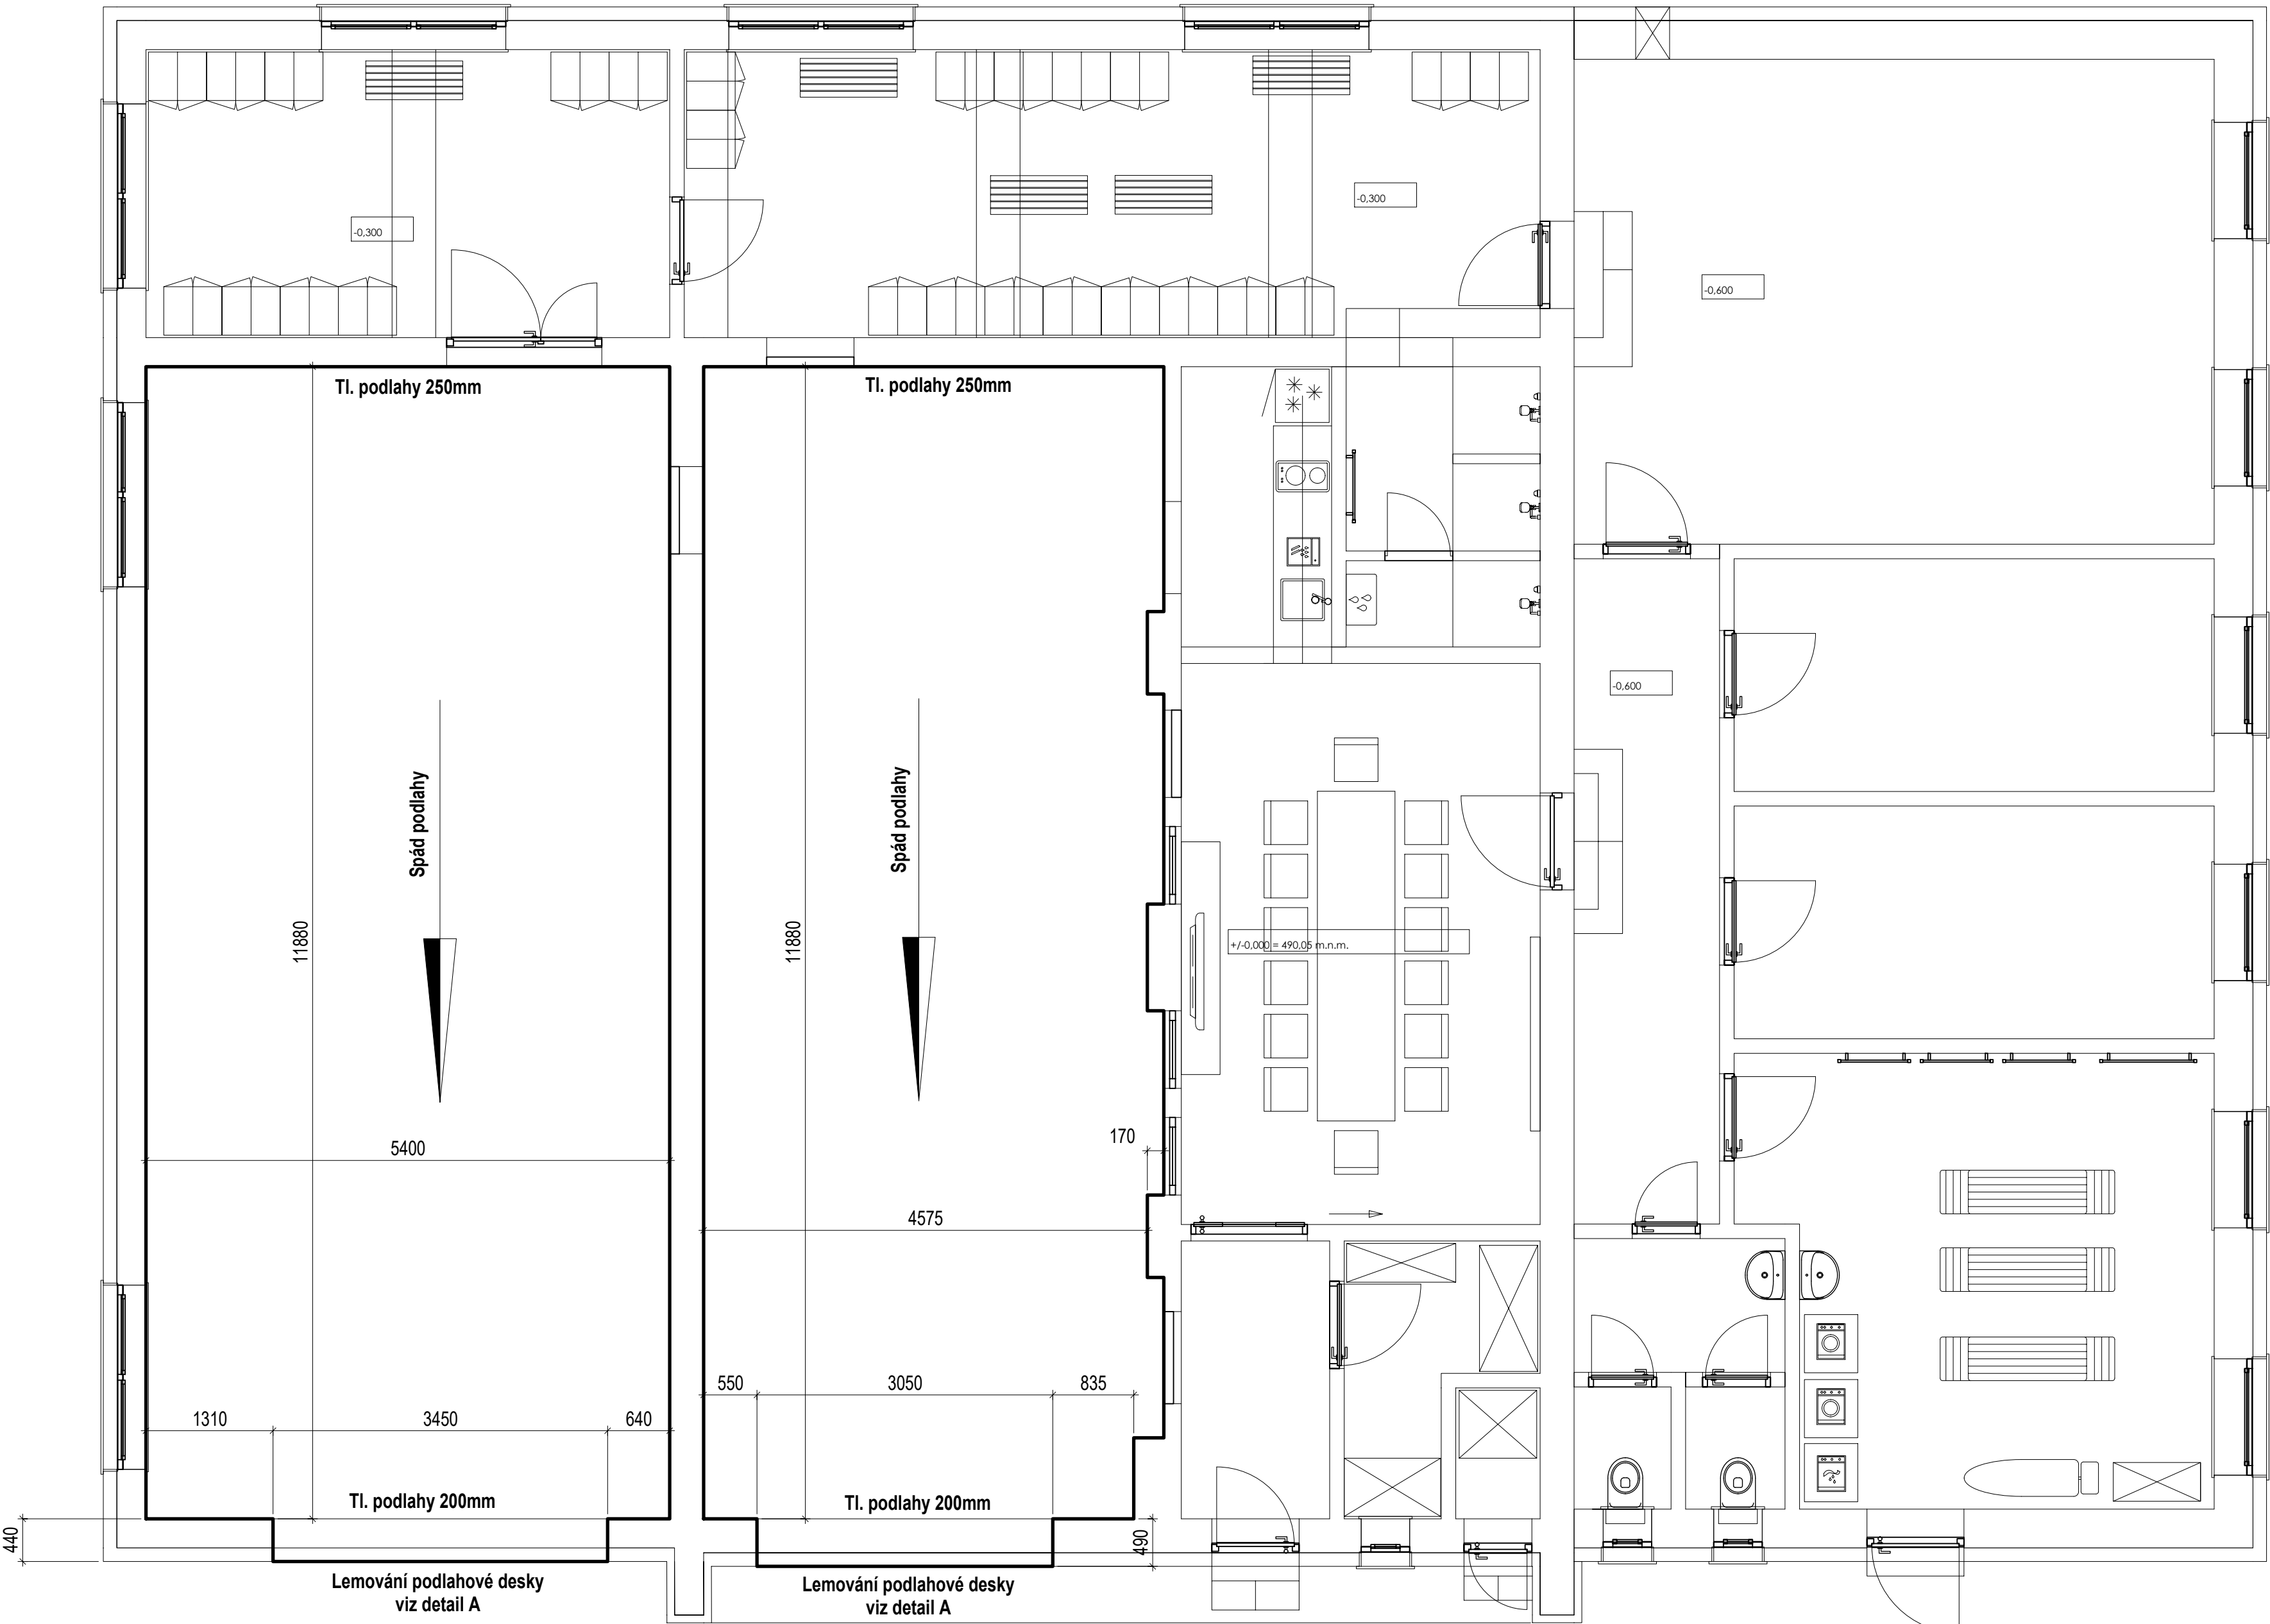 -0,300
-0,300
-0,600
Tl. podlahy 250mm
Tl. podlahy 250mm
-0,600
Spád podlahy
Spád podlahy
11880
11880
+/-0,000 = 490,05 m.n.m.
170
5400
4575
550
3050
835
1310
3450
640
Tl. podlahy 200mm
Tl. podlahy 200mm
440
490
Lemování podlahové desky
viz detail A
Lemování podlahové desky
viz detail A